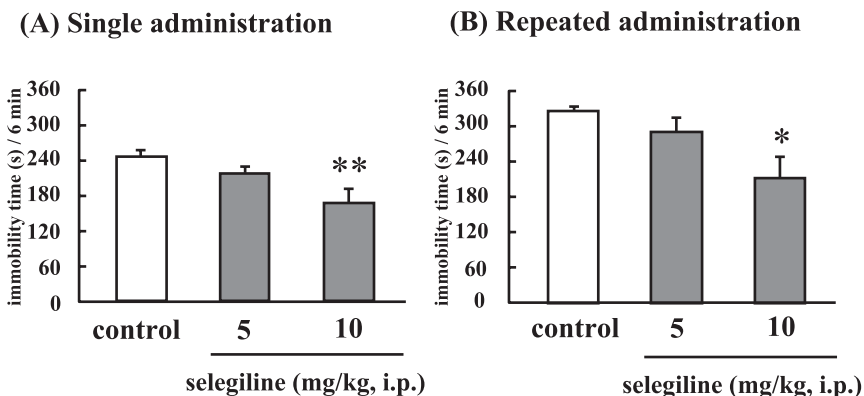 (A) Single administration
immobility time (s) / 6 min
360
300
240
180
120
60
0
**
control
5
10
selegiline (mg/kg, i.p.)
(B) Repeated administration
immobility time (s) / 6 min
360
300
240
180
120
60
0
*
control
5
10
selegiline (mg/kg, i.p.)